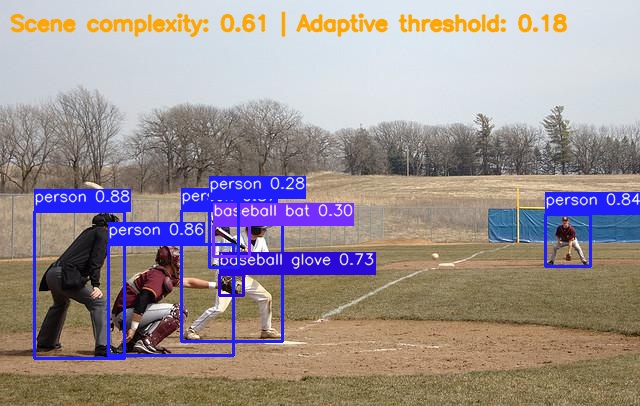 Scene complexity: 0.61 | Adaptive threshold: 0.18
person 0.28
person 0.88
person 0.84
baseball bat 0.30
person 0.86
baseball glove 0.73